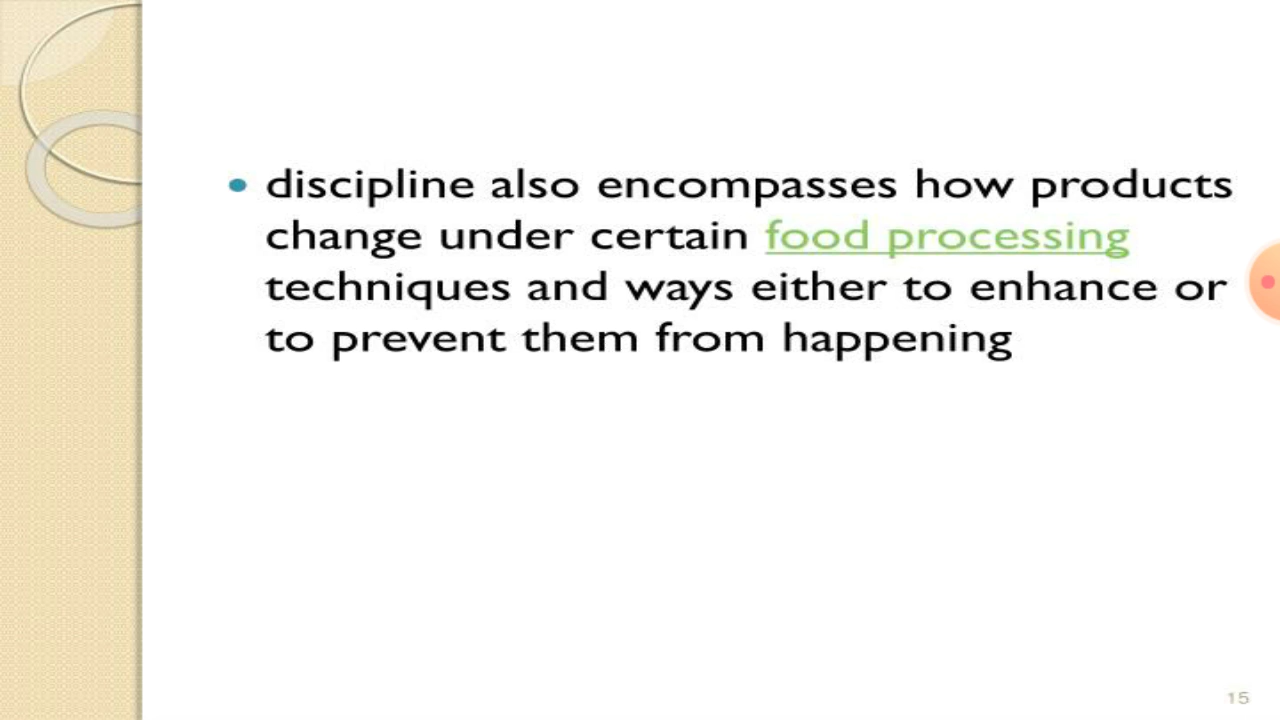 • discipline also encompasses how products
change under certain food processing
techniques and ways either to enhance or
to prevent them from happening
15